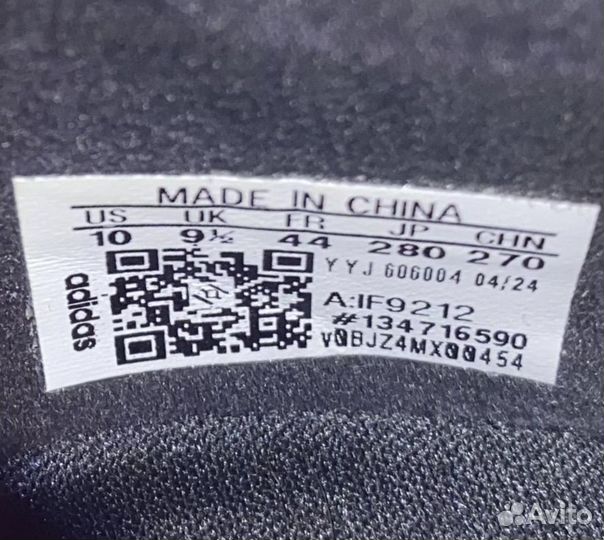 MADE IN CHINA
US UK FR JP CHN
10 9½ 44 280 270
YYJ 606004 04/24
A:IF9212
#134716590
v0BJZ4MX00454
adidas
Avito